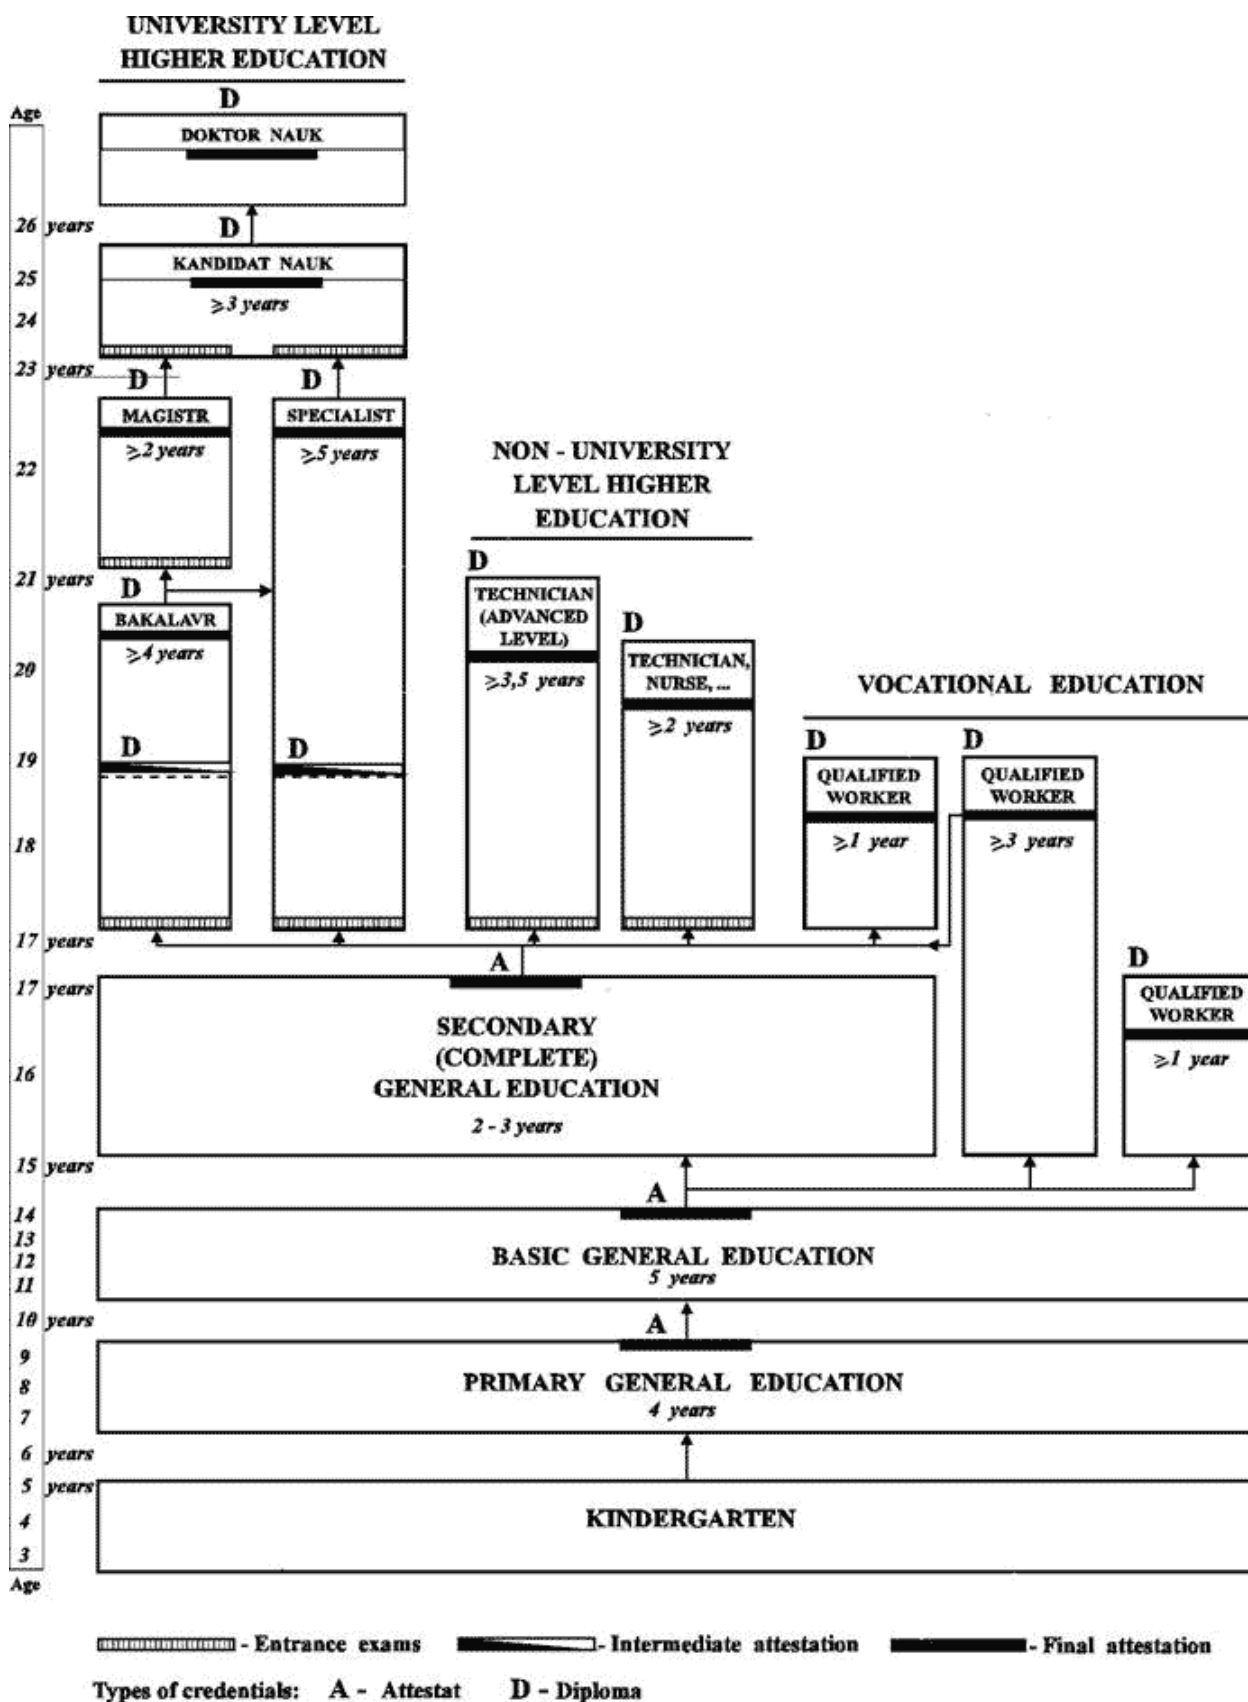 UNIVERSITY LEVEL
HIGHER EDUCATION
D
Age
DOKTOR NAUK
26 years
D
KANDIDAT NAUK
25
⩾3 years
24
23 years
D
D
MAGISTR
SPECIALIST
⩾2 years
⩾5 years
22
NON - UNIVERSITY
LEVEL HIGHER
EDUCATION
21 years
D
D
TECHNICIAN
(ADVANCED
LEVEL)
BAKALAVR
D
⩾4 years
20
⩾3,5 years
TECHNICIAN,
NURSE, ...
⩾2 years
VOCATIONAL EDUCATION
19
D
D
D
D
QUALIFIED
WORKER
QUALIFIED
WORKER
18
⩾1 year
⩾3 years
17 years
A
D
17 years
QUALIFIED
WORKER
SECONDARY
(COMPLETE)
GENERAL EDUCATION
⩾1 year
16
2 - 3 years
15 years
A
14
13
12
11
BASIC GENERAL EDUCATION
5 years
10 years
A
9
8
7
PRIMARY GENERAL EDUCATION
4 years
6 years
5 years
4
3
KINDERGARTEN
Age
- Entrance exams - Intermediate attestation - Final attestation
Types of credentials: A - Attestat D - Diploma